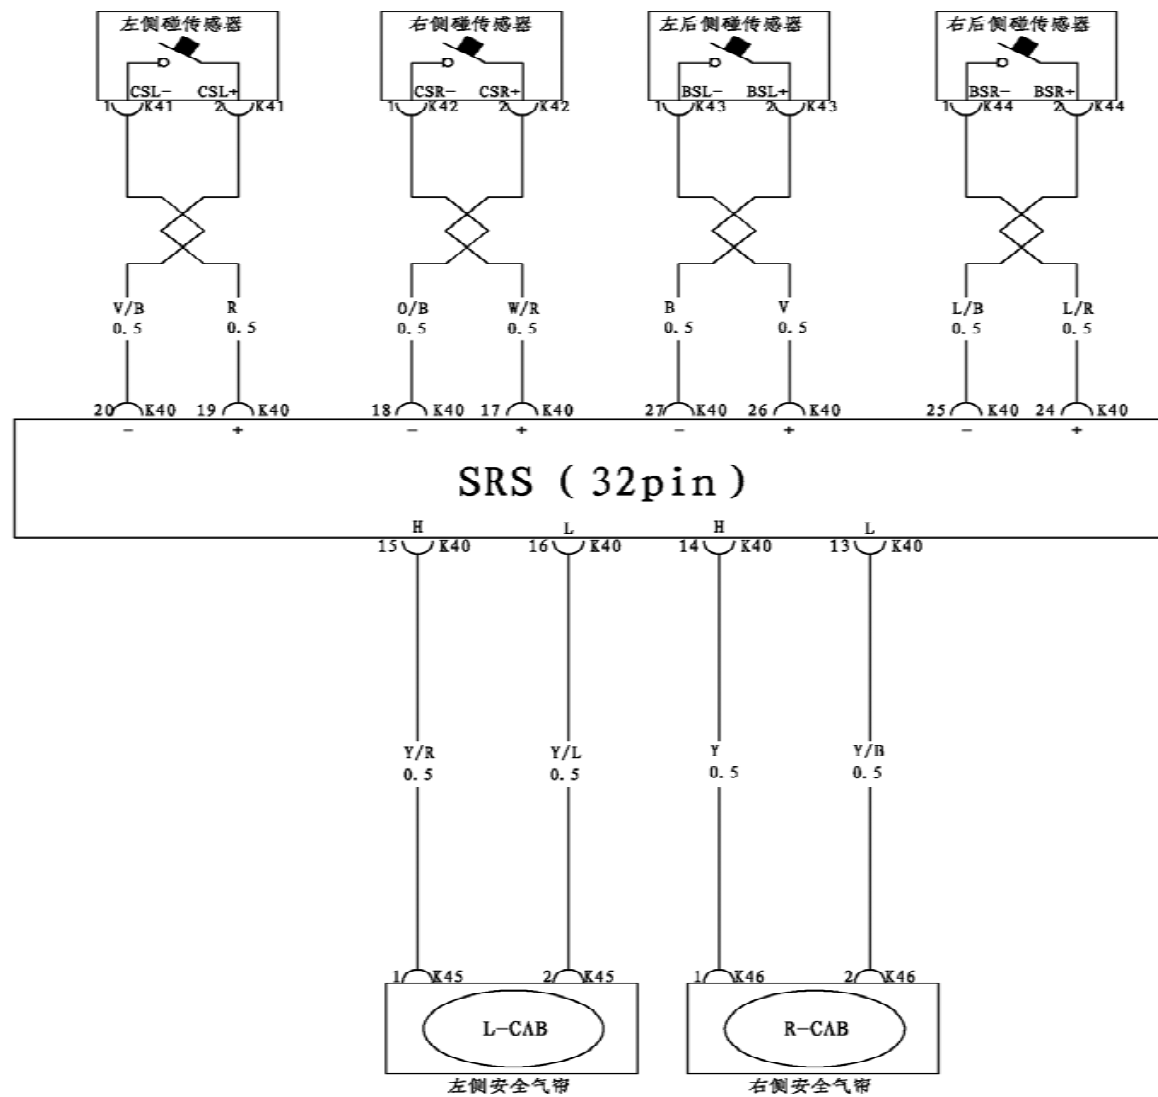 左侧碰传感器 右侧碰传感器 左后侧碰传感器 右后侧碰传感器
CSL- CSL+ CSR- CSR+ BSL- BSL+ BSR- BSR+
1 K41 2 K41 1 K42 2 K42 1 K43 2 K43 1 K44 2 K44
V/B R O/B W/R B V L/B L/R
0.5 0.5 0.5 0.5 0.5 0.5 0.5 0.5
20 K40 19 K40 18 K40 17 K40 27 K40 26 K40 25 K40 24 K40
- + - + - + - +
SRS (32pin)
H L H L
15 K40 16 K40 14 K40 13 K40
Y/R Y/L Y Y/B
0.5 0.5 0.5 0.5
1 K45 2 K45 1 K46 2 K46
L-CAB R-CAB
左侧安全气帘 右侧安全气帘